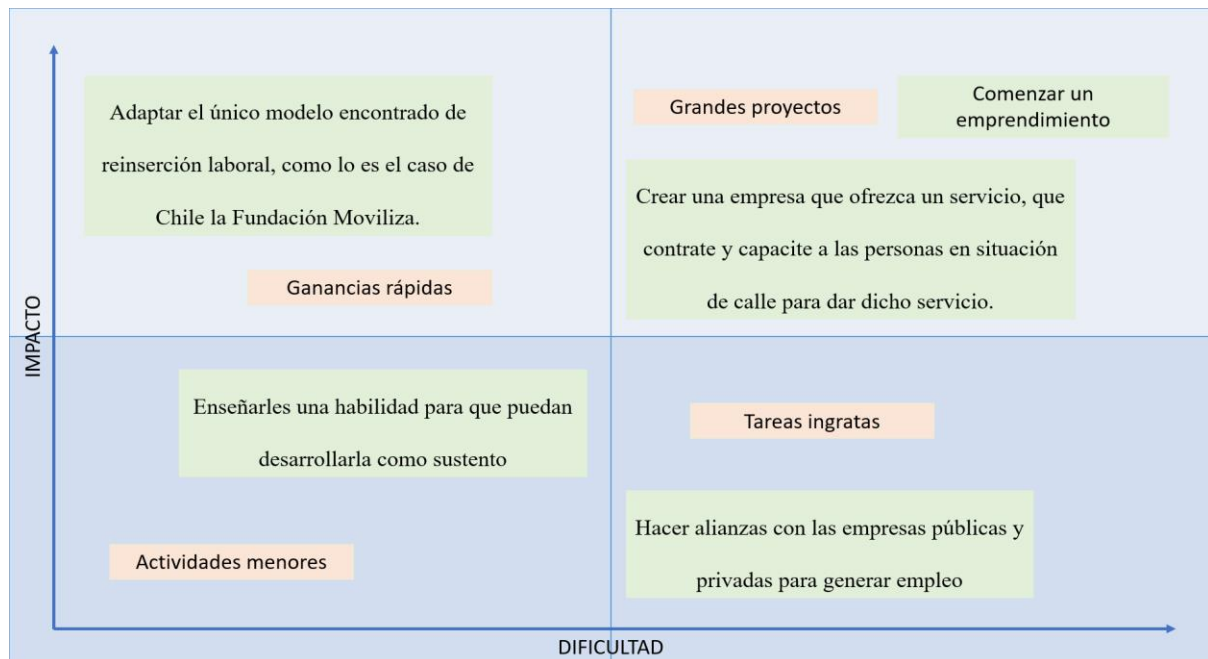 Adaptar el único modelo encontrado de
reinserción laboral, como lo es el caso de
Chile la Fundación Moviliza.
Ganancias rápidas
Grandes proyectos
Comenzar un
emprendimiento
Crear una empresa que ofrezca un servicio, que
contrate y capacite a las personas en situación
de calle para dar dicho servicio.
IMPACTO
Enseñarles una habilidad para que puedan
desarrollarla como sustento
Actividades menores
Tareas ingratas
Hacer alianzas con las empresas públicas y
privadas para generar empleo
DIFICULTAD